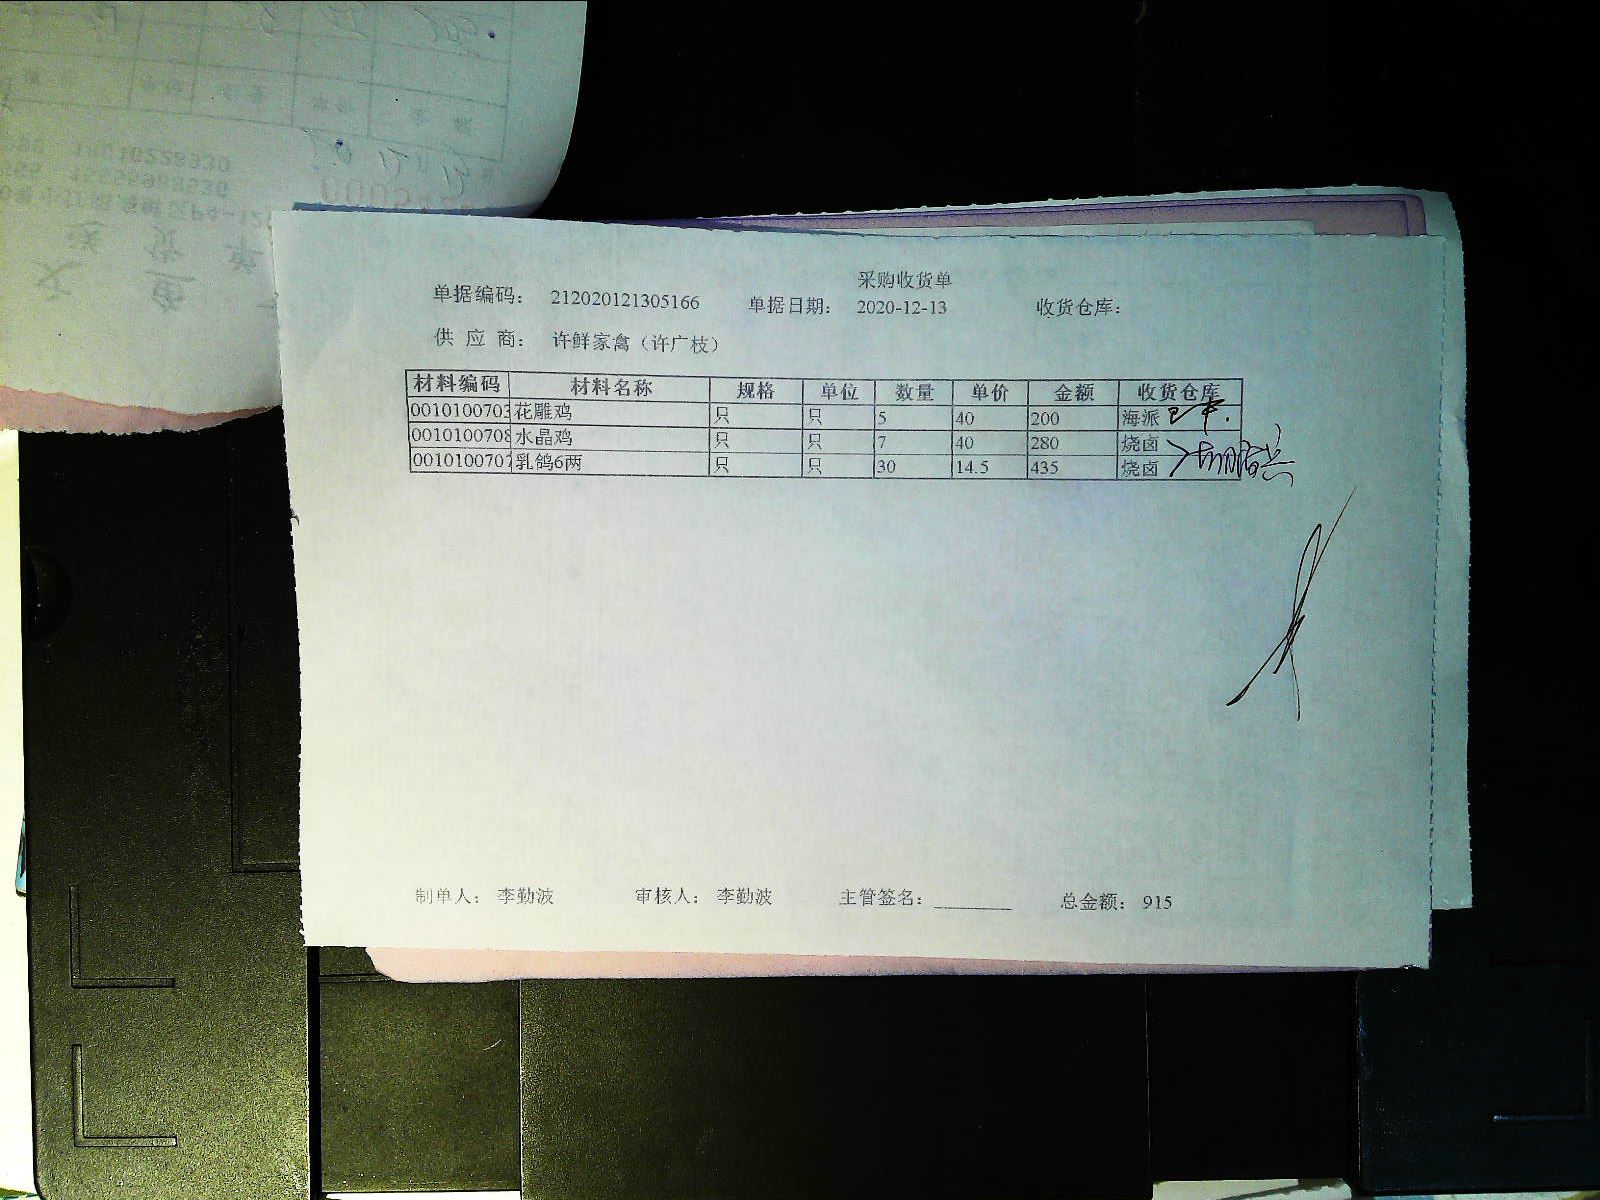 采购收货单
单据编码: 212020121305166 单据日期: 2020-12-13 收货仓库:
供 应 商: 许鲜家禽（许广枝）
材料编码 材料名称 规格 单位 数量 单价 金额 收货仓库
0010100703 花雕鸡 只 只 5 40 200 海派
0010100708 水晶鸡 只 只 7 40 280 烧卤
0010100707 乳鸽6两 只 只 30 14.5 435 烧卤
制单人: 李勤波 审核人: 李勤波 主管签名: 总金额: 915